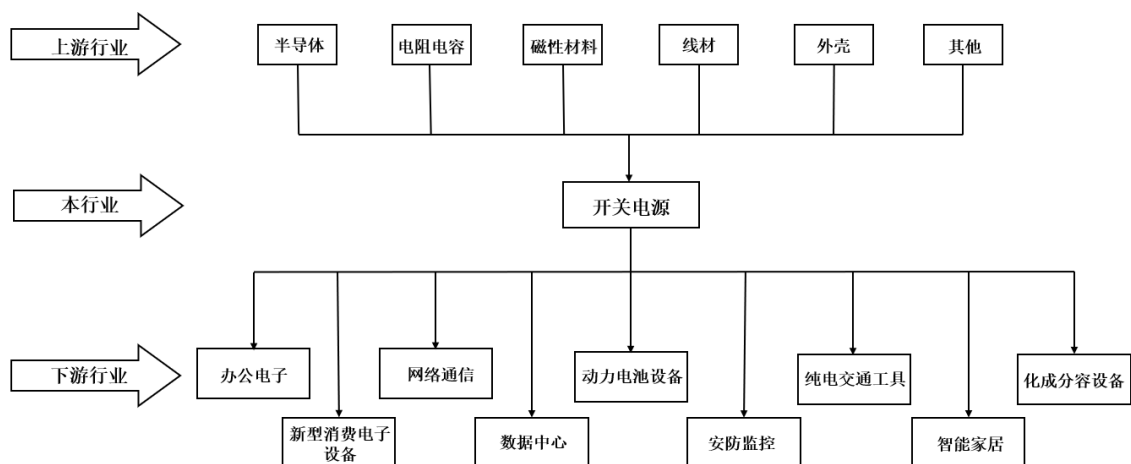 上游行业
半导体
电阻电容
磁性材料
线材
外壳
其他
本行业
开关电源
下游行业
办公电子
网络通信
动力电池设备
纯电交通工具
化成分容设备
新型消费电子
设备
数据中心
安防监控
智能家居